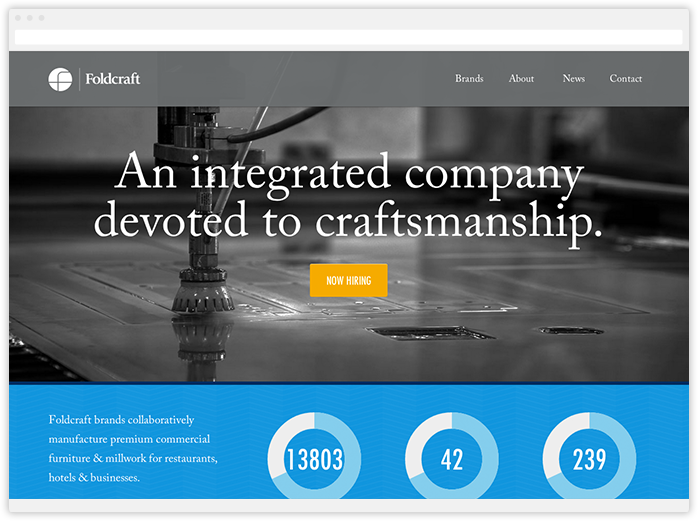 Foldcraft
Brands About News Contact
An integrated company
devoted to craftsmanship.
NOW HIRING
Foldcraft brands collaboratively
manufacture premium commercial
furniture & millwork for restaurants,
hotels & businesses.
13803 42 239